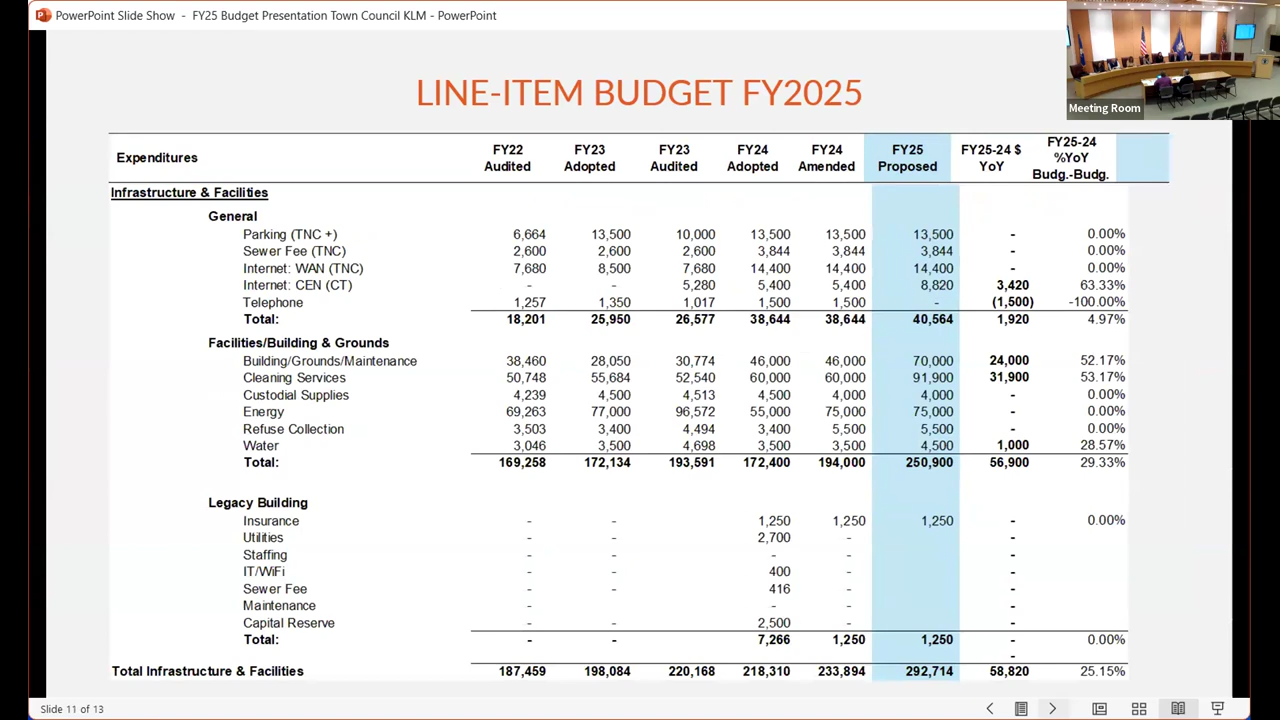 PowerPoint Slide Show - FY25 Budget Presentation Town Council KLM - PowerPoint
Meeting Room
LINE-ITEM BUDGET FY2025
Expenditures FY22 Audited FY23 Adopted FY23 Audited FY24 Adopted FY24 Amended FY25 Proposed FY25-24 $ YoY FY25-24 %YoY Budg.-Budg.
Infrastructure & Facilities
General
Parking (TNC +) 6,664 13,500 10,000 13,500 13,500 13,500 - 0.00%
Sewer Fee (TNC) 2,600 2,600 2,600 3,844 3,844 3,844 - 0.00%
Internet: WAN (TNC) 7,680 8,500 7,680 14,400 14,400 14,400 - 0.00%
Internet: CEN (CT) - - 5,280 5,400 5,400 8,820 3,420 63.33%
Telephone 1,257 1,350 1,017 1,500 1,500 - (1,500) -100.00%
Total: 18,201 25,950 26,577 38,644 38,644 40,564 1,920 4.97%
Facilities/Building & Grounds
Building/Grounds/Maintenance 38,460 28,050 30,774 46,000 46,000 70,000 24,000 52.17%
Cleaning Services 50,748 55,684 52,540 60,000 60,000 91,900 31,900 53.17%
Custodial Supplies 4,239 4,500 4,513 4,500 4,000 4,000 - 0.00%
Energy 69,263 77,000 96,572 55,000 75,000 75,000 - 0.00%
Refuse Collection 3,503 3,400 4,494 3,400 5,500 5,500 - 0.00%
Water 3,046 3,500 4,698 3,500 3,500 4,500 1,000 28.57%
Total: 169,258 172,134 193,591 172,400 194,000 250,900 56,900 29.33%
Legacy Building
Insurance - - 1,250 1,250 1,250 - 0.00%
Utilities - - 2,700 - -
Staffing - - - - -
IT/WiFi - - 400 - -
Sewer Fee - - 416 - -
Maintenance - - - - -
Capital Reserve - - 2,500 - -
Total: - - 7,266 1,250 1,250 - 0.00%
-
Total Infrastructure & Facilities 187,459 198,084 220,168 218,310 233,894 292,714 58,820 25.15%
Slide 11 of 13